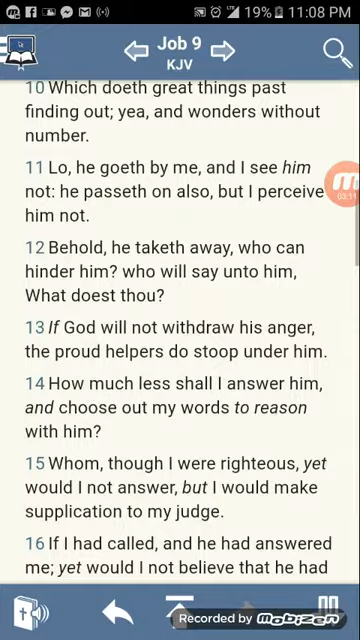 19% 11:08 PM
Job 9
KJV
10 Which doeth great things past
finding out; yea, and wonders without
number.
11 Lo, he goeth by me, and I see him
not: he passeth on also, but I perceive
him not.
03:11
12 Behold, he taketh away, who can
hinder him? who will say unto him,
What doest thou?
13 If God will not withdraw his anger,
the proud helpers do stoop under him.
14 How much less shall I answer him,
and choose out my words to reason
with him?
15 Whom, though I were righteous, yet
would I not answer, but I would make
supplication to my judge.
16 If I had called, and he had answered
me; yet would I not believe that he had
Recorded by Mobizen